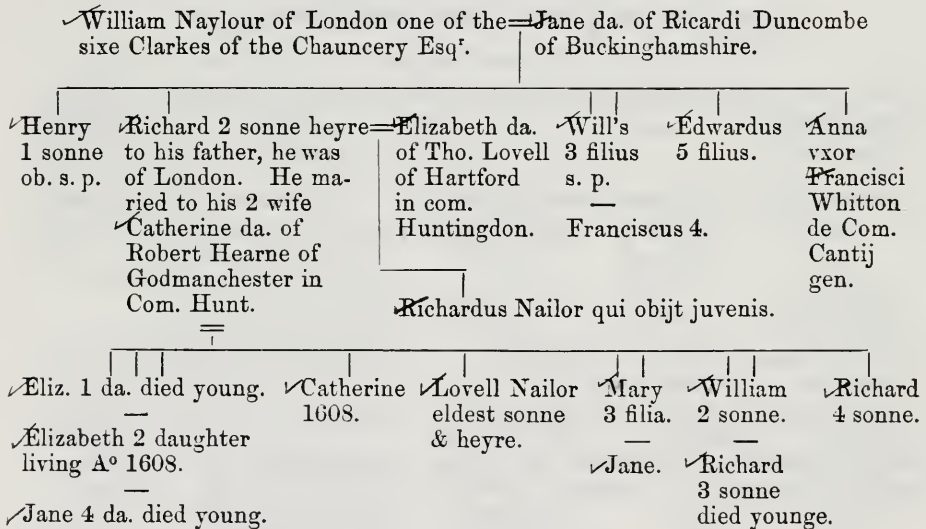 William Naylour of London one of the
sixe Clarkes of the Chauncery Esqr.
Jane da. of Ricardi Duncombe
of Buckinghamshire.
Henry
1 sonne
ob. s. p.
Richard 2 sonne heyre
to his father, he was
of London. He ma-
ried to his 2 wife
Catherine da. of
Robert Hearne of
Godmanchester in
Com. Hunt.
Elizabeth da.
of Tho. Lovell
of Hartford
in com.
Huntingdon.
Will's
3 filius
s. p.
—
Franciscus 4.
Edwardus
5 filius.
Anna
vxor
Francisci
Whitton
de Com.
Cantij
gen.
Richardus Nailor qui obijt juvenis.
Eliz. 1 da. died young.
—
Elizabeth 2 daughter
living Ao 1608.
—
Jane 4 da. died young.
Catherine
1608.
Lovell Nailor
eldest sonne
& heyre.
Mary
3 filia.
—
Jane.
William
2 sonne.
—
Richard
3 sonne
died younge.
Richard
4 sonne.